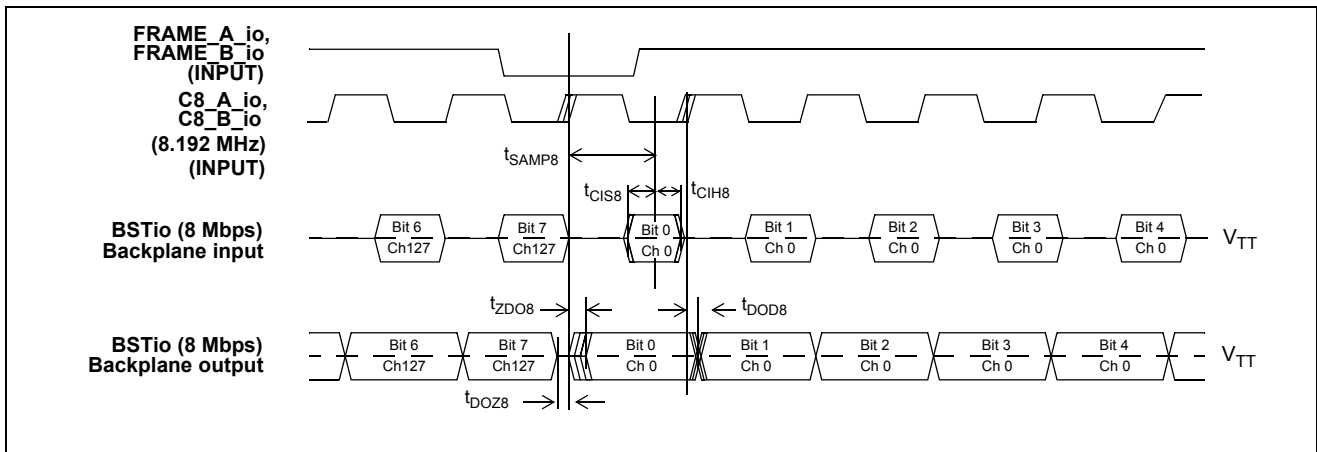 FRAME_A_io,
FRAME_B_io
(INPUT)
C8_A_io,
C8_B_io
(8.192 MHz)
(INPUT)
tSAMP8
tCIS8
tCIH8
BSTio (8 Mbps)
Backplane input
Bit 6
Ch127
Bit 7
Ch127
Bit 0
Ch 0
Bit 1
Ch 0
Bit 2
Ch 0
Bit 3
Ch 0
Bit 4
Ch 0
VTT
tZDO8
tDOD8
BSTio (8 Mbps)
Backplane output
Bit 6
Ch127
Bit 7
Ch127
Bit 0
Ch 0
Bit 1
Ch 0
Bit 2
Ch 0
Bit 3
Ch 0
Bit 4
Ch 0
VTT
tDOZ8